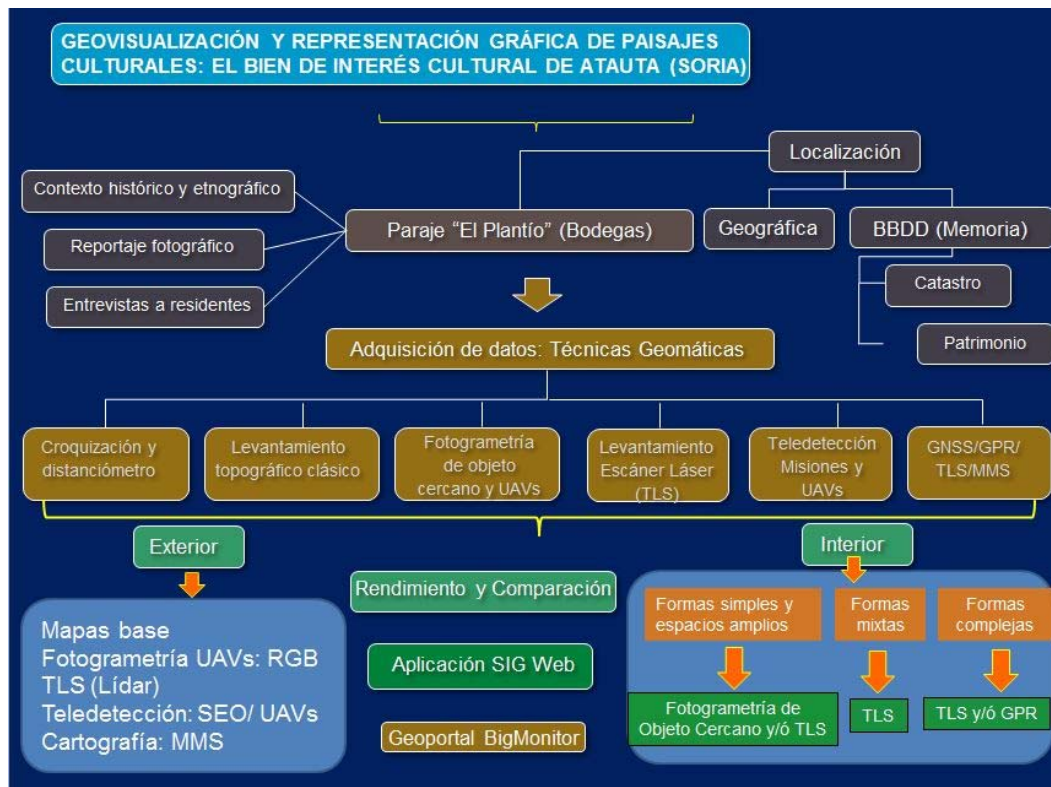 GEOVISUALIZACIÓN Y REPRESENTACIÓN GRÁFICA DE PAISAJES
CULTURALES: EL BIEN DE INTERÉS CULTURAL DE ATAUTA (SORIA)
Localización
Contexto histórico y etnográfico
Reportaje fotográfico
Entrevistas a residentes
Paraje "El Plantío" (Bodegas)
Geográfica
BBDD (Memoria)
Catastro
Patrimonio
Adquisición de datos: Técnicas Geomáticas
Croquización y
distanciómetro
Levantamiento
topográfico clásico
Fotogrametría
de objeto
cercano y UAVs
Levantamiento
Escáner Láser
(TLS)
Teledetección
Misiones y
UAVs
GNSS/GPR/
TLS/MMS
Exterior
Mapas base
Fotogrametría UAVs: RGB
TLS (Lídar)
Teledetección: SEO/ UAVs
Cartografía: MMS
Rendimiento y Comparación
Aplicación SIG Web
Geoportal BigMonitor
Interior
Formas simples y
espacios amplios
Formas
mixtas
Formas
complejas
Fotogrametría de
Objeto Cercano y/ó TLS
TLS
TLS y/ó GPR